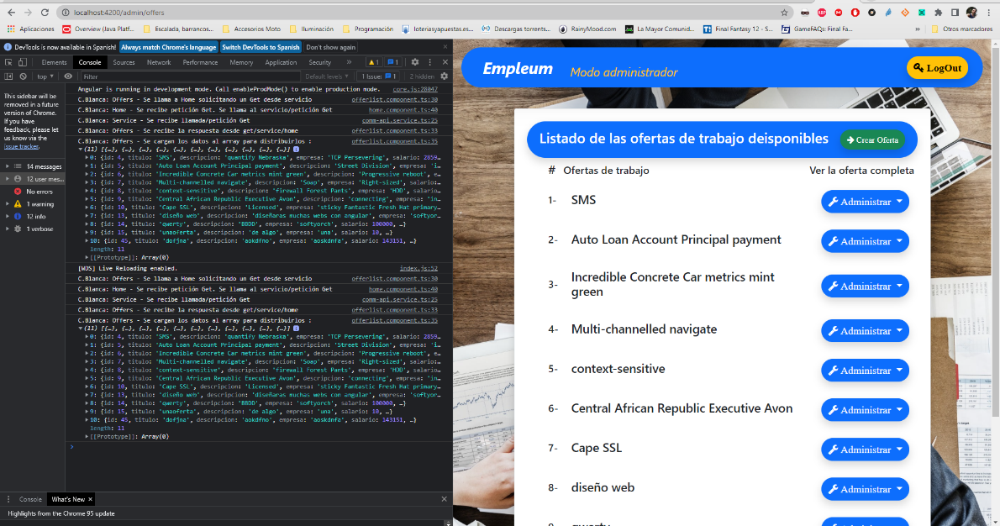 localhost:4200/admin/offers
Aplicaciones
Overview (Java Platf...
Escalada, barrancos...
Accesorios Moto
Iluminación
Programación
loteriasyapuestas.es...
Descargas torrents...
RainyMood.com
La Mayor Comunid...
Final Fantasy 12 - S...
GameFAQs: Final Fa...
»
Otros marcadores
DevTools is now available in Spanish!
Always match Chrome's language
Switch DevTools to Spanish
Don't show again
Elements
Console
Sources
Network
Performance
Memory
Application
Security
»
1
1
top
Filter
Default levels
1 Issue:
1
2 hidden
This sidebar will
be removed in a future
version of Chrome.
If you have
feedback, please let
us know via the
issue tracker.
14 messages
12 user mes...
No errors
1 warning
12 info
1 verbose
Angular is running in development mode. Call enableProdMode() to enable production mode. core.js:28047
C.Blanca: Offers - Se llama a Home solicitando un Get desde servicio offerlist.component.ts:30
C.Blanca: Home - Se recibe petición Get. Se llama al servicio/petición Get home.component.ts:40
C.Blanca: Service - Se recibe llamada/petición Get comm-api.service.ts:25
C.Blanca: Offers - Se recibe la respuesta desde get/service/home offerlist.component.ts:33
C.Blanca: Offers - Se cargan los datos al array para distribuirlos : offerlist.component.ts:35
(11) [{…}, {…}, {…}, {…}, {…}, {…}, {…}, {…}, {…}, {…}, {…}]
0: {id: 4, titulo: 'SMS', descripcion: 'quantify Nebraska', empresa: 'TCP Persevering', salario: 2859…
1: {id: 5, titulo: 'Auto Loan Account Principal payment', descripcion: 'Street Division', empresa: 'i…
2: {id: 6, titulo: 'Incredible Concrete Car metrics mint green', descripcion: 'Progressive reboot', e…
3: {id: 7, titulo: 'Multi-channelled navigate', descripcion: 'Soap', empresa: 'Right-sized', salario…
4: {id: 8, titulo: 'context-sensitive', descripcion: 'firewall Forest Pants', empresa: 'HDD', salario…
5: {id: 9, titulo: 'Central African Republic Executive Avon', descripcion: 'connecting', empresa: 'in…
6: {id: 10, titulo: 'Cape SSL', descripcion: 'Licensed', empresa: 'sticky Fantastic Fresh Hat primary…
7: {id: 13, titulo: 'diseño web', descripcion: 'diseñaras muchas webs con angular', empresa: 'softyor…
8: {id: 14, titulo: 'qwerty', descripcion: 'BBDD', empresa: 'softyorch', salario: 100000, …}
9: {id: 15, titulo: 'unaoferta', descripcion: 'de algo', empresa: 'una', salario: 10, …}
10: {id: 45, titulo: 'dofjna', descripcion: 'aokdfno', empresa: 'aoskdnfa', salario: 143151, …}
length: 11
[[Prototype]]: Array(0)
[WDS] Live Reloading enabled. index.js:52
C.Blanca: Offers - Se llama a Home solicitando un Get desde servicio offerlist.component.ts:30
C.Blanca: Home - Se recibe petición Get. Se llama al servicio/petición Get home.component.ts:40
C.Blanca: Service - Se recibe llamada/petición Get comm-api.service.ts:25
C.Blanca: Offers - Se recibe la respuesta desde get/service/home offerlist.component.ts:33
C.Blanca: Offers - Se cargan los datos al array para distribuirlos : offerlist.component.ts:35
(11) [{…}, {…}, {…}, {…}, {…}, {…}, {…}, {…}, {…}, {…}, {…}]
0: {id: 4, titulo: 'SMS', descripcion: 'quantify Nebraska', empresa: 'TCP Persevering', salario: 2859…
1: {id: 5, titulo: 'Auto Loan Account Principal payment', descripcion: 'Street Division', empresa: 'i…
2: {id: 6, titulo: 'Incredible Concrete Car metrics mint green', descripcion: 'Progressive reboot', e…
3: {id: 7, titulo: 'Multi-channelled navigate', descripcion: 'Soap', empresa: 'Right-sized', salario…
4: {id: 8, titulo: 'context-sensitive', descripcion: 'firewall Forest Pants', empresa: 'HDD', salario…
5: {id: 9, titulo: 'Central African Republic Executive Avon', descripcion: 'connecting', empresa: 'in…
6: {id: 10, titulo: 'Cape SSL', descripcion: 'Licensed', empresa: 'sticky Fantastic Fresh Hat primary…
7: {id: 13, titulo: 'diseño web', descripcion: 'diseñaras muchas webs con angular', empresa: 'softyor…
8: {id: 14, titulo: 'qwerty', descripcion: 'BBDD', empresa: 'softyorch', salario: 100000, …}
9: {id: 15, titulo: 'unaoferta', descripcion: 'de algo', empresa: 'una', salario: 10, …}
10: {id: 45, titulo: 'dofjna', descripcion: 'aokdfno', empresa: 'aoskdnfa', salario: 143151, …}
length: 11
[[Prototype]]: Array(0)
Console
What's New
Highlights from the Chrome 95 update
Empleum
Modo administrador
LogOut
Listado de las ofertas de trabajo deisponibles
Crear Oferta
# Ofertas de trabajo Ver la oferta completa
1- SMS Administrar
2- Auto Loan Account Principal payment Administrar
3- Incredible Concrete Car metrics mint
green Administrar
4- Multi-channelled navigate Administrar
5- context-sensitive Administrar
6- Central African Republic Executive Avon Administrar
7- Cape SSL Administrar
8- diseño web Administrar